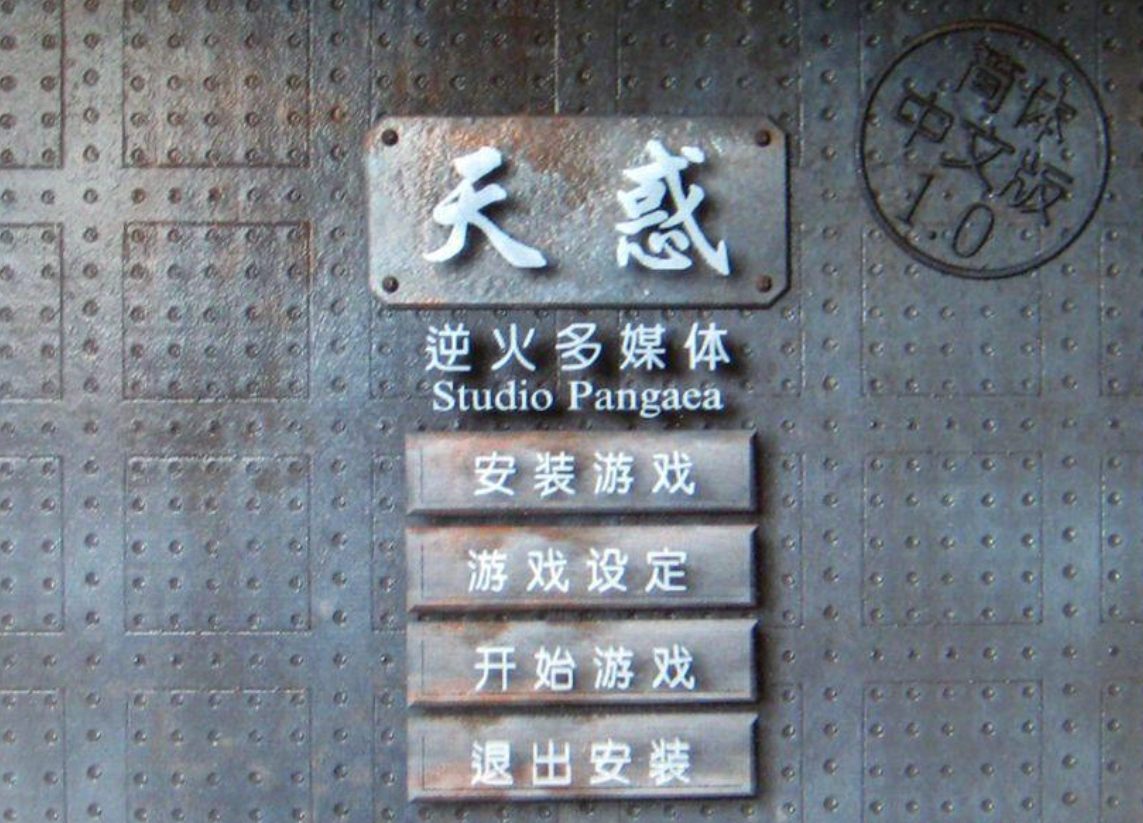 天惑
简体
中文版
1.0
逆火多媒体
Studio Pangaea
安装游戏
游戏设定
开始游戏
退出安装